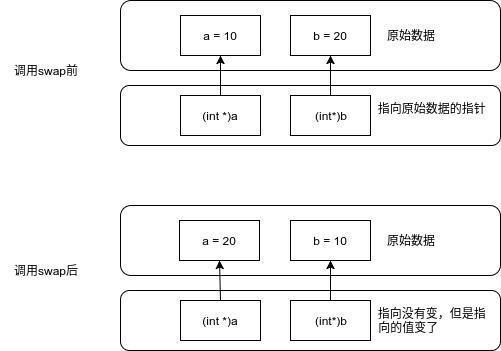 a = 10
b = 20
原始数据
调用swap前
(int *)a
(int*)b
指向原始数据的指针
a = 20
b = 10
原始数据
调用swap后
(int *)a
(int*)b
指向没有变，但是指
向的值变了